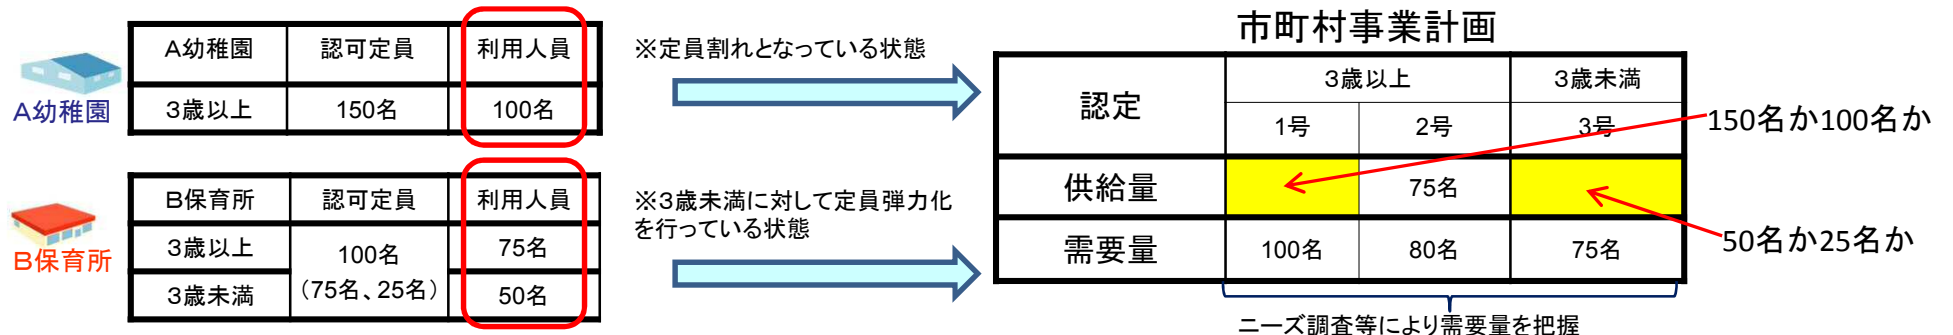 市町村事業計画
A幼稚園
A幼稚園 認可定員 利用人員
3歳以上 150名 100名
※定員割れとなっている状態
B保育所
B保育所 認可定員 利用人員
3歳以上 100名 75名
3歳未満 (75名、25名) 50名
※3歳未満に対して定員弾力化
を行っている状態
認定 3歳以上 3歳未満
1号 2号 3号
供給量 75名
需要量 100名 80名 75名
150名か100名か
50名か25名か
ニーズ調査等により需要量を把握